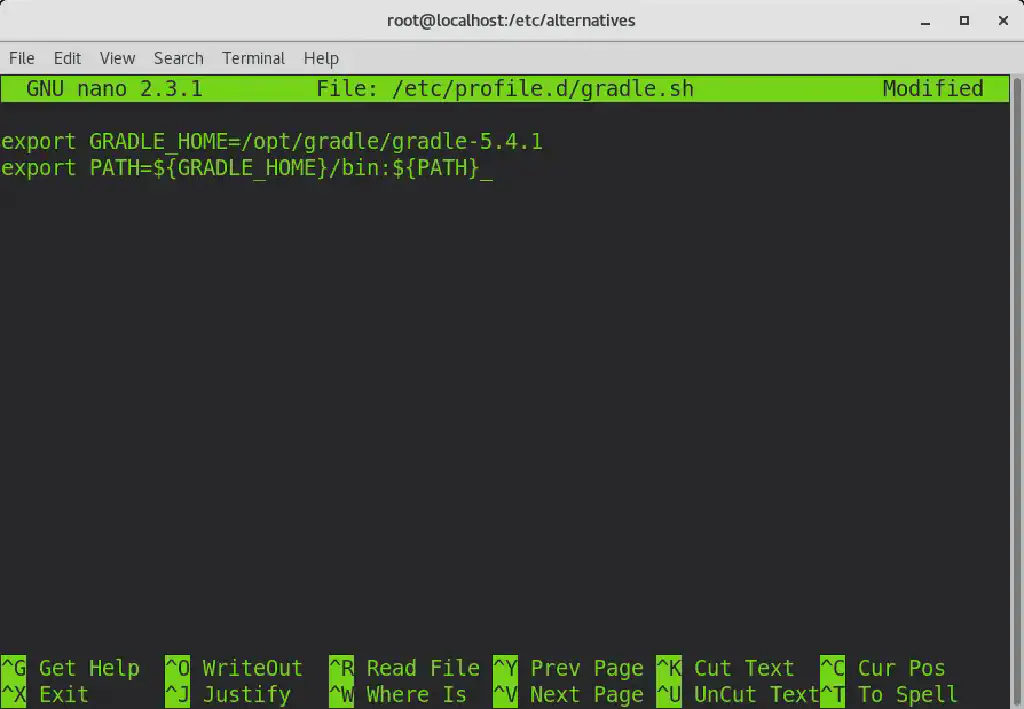 root@localhost:/etc/alternatives
File Edit View Search Terminal Help
GNU nano 2.3.1 File: /etc/profile.d/gradle.sh Modified
export GRADLE_HOME=/opt/gradle/gradle-5.4.1
export PATH=${GRADLE_HOME}/bin:${PATH}
^G Get Help ^O WriteOut ^R Read File ^Y Prev Page ^K Cut Text ^C Cur Pos
^X Exit ^J Justify ^W Where Is ^V Next Page ^U UnCut Text ^T To Spell